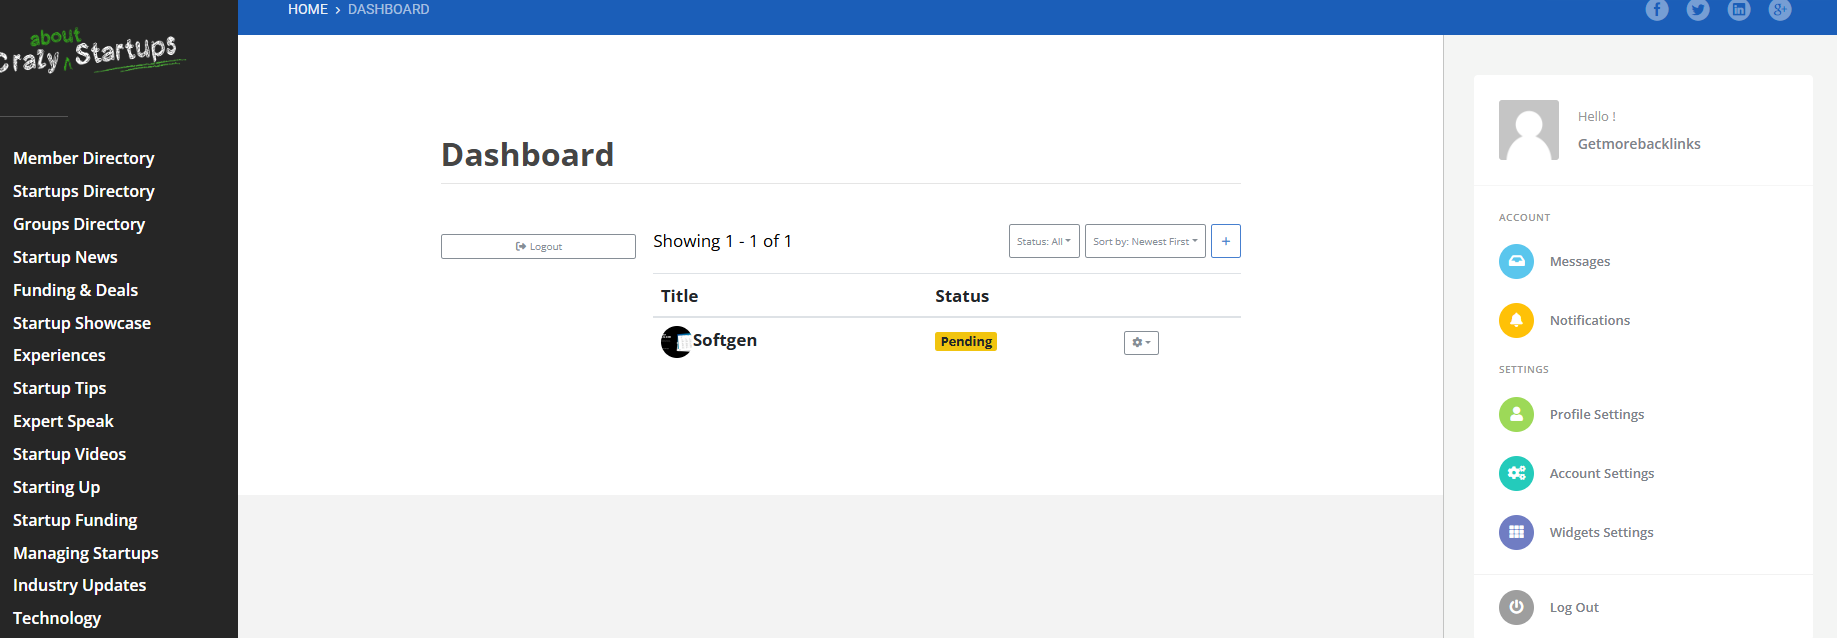 HOME › DASHBOARD
about
Crazy ^ Startups
Member Directory
Startups Directory
Groups Directory
Startup News
Funding & Deals
Startup Showcase
Experiences
Startup Tips
Expert Speak
Startup Videos
Starting Up
Startup Funding
Managing Startups
Industry Updates
Technology
Dashboard
Logout
Showing 1 - 1 of 1
Status: All
Sort by: Newest First
+
Title Status
Softgen Pending
Hello !
Getmorebacklinks
ACCOUNT
Messages
Notifications
SETTINGS
Profile Settings
Account Settings
Widgets Settings
Log Out